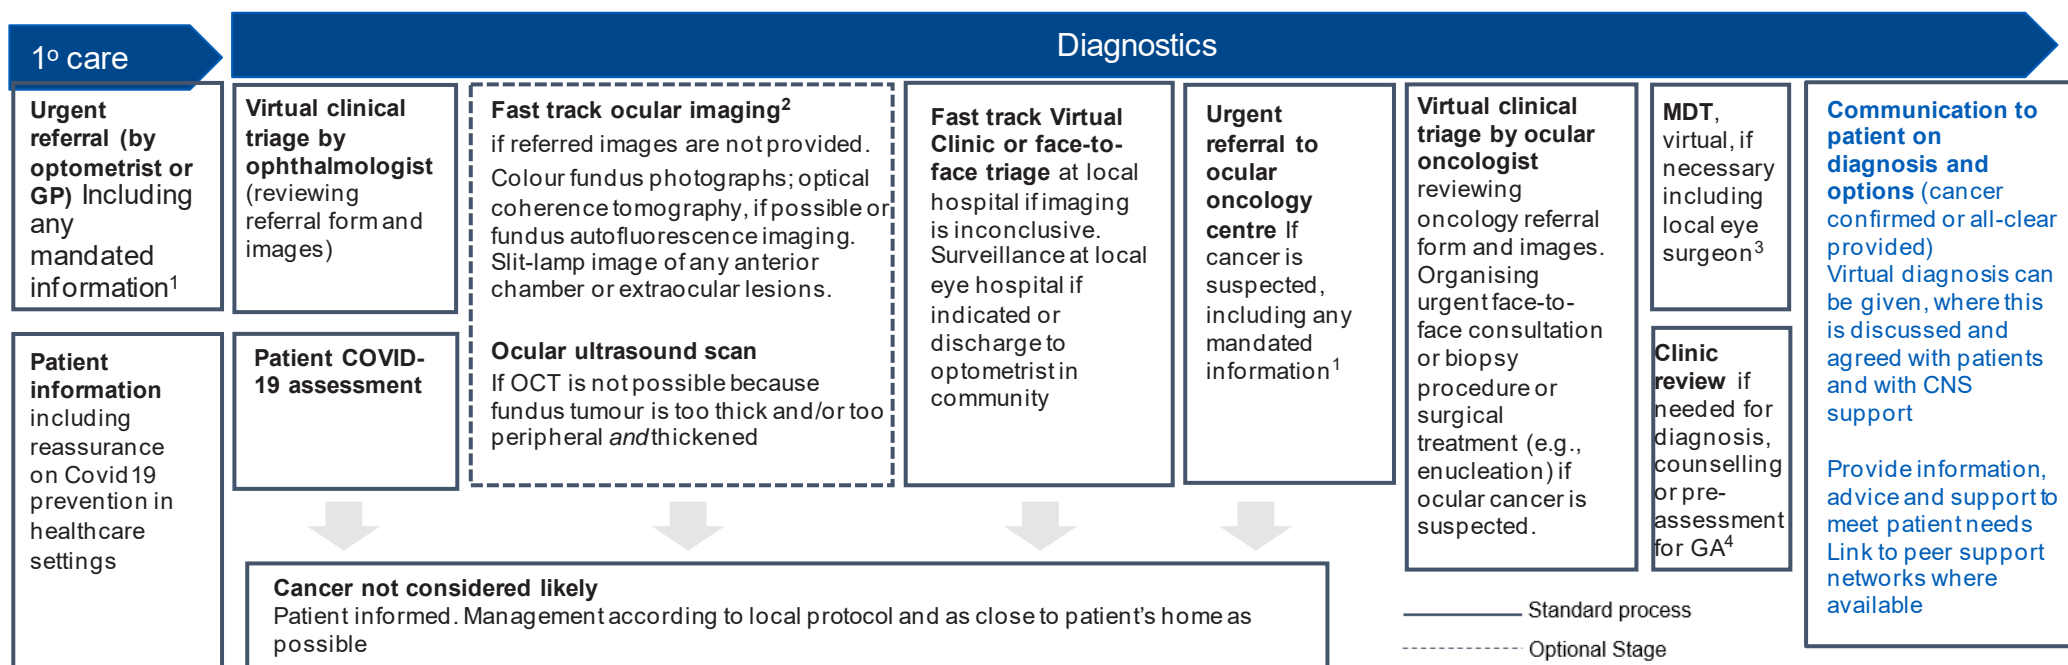 1º care
Diagnostics
Urgent
referral (by
optometrist or
GP) Including
any
mandated
information1
Patient
information
including
reassurance
on Covid19
prevention in
healthcare
settings
Virtual clinical
triage by
ophthalmologist
(reviewing
referral form and
images)
Patient COVID-
19 assessment
Fast track ocular imaging2
if referred images are not provided.
Colour fundus photographs; optical
coherence tomography, if possible or
fundus autofluorescence imaging.
Slit-lamp image of any anterior
chamber or extraocular lesions.
Ocular ultrasound scan
If OCT is not possible because
fundus tumour is too thick and/or too
peripheral and thickened
Fast track Virtual
Clinic or face-to-
face triage at local
hospital if imaging
is inconclusive.
Surveillance at local
eye hospital if
indicated or
discharge to
optometrist in
community
Urgent
referral to
ocular
oncology
centre If
cancer is
suspected,
including any
mandated
information1
Virtual clinical
triage by ocular
oncologist
reviewing
oncology referral
form and images.
Organising
urgent face-to-
face consultation
or biopsy
procedure or
surgical
treatment (e.g.,
enucleation) if
ocular cancer is
suspected.
MDT,
virtual, if
necessary
including
local eye
surgeon3
Clinic
review if
needed for
diagnosis,
counselling
or pre-
assessment
for GA4
Communication to
patient on
diagnosis and
options (cancer
confirmed or all-clear
provided)
Virtual diagnosis can
be given, where this
is discussed and
agreed with patients
and with CNS
support
Provide information,
advice and support to
meet patient needs
Link to peer support
networks where
available
Cancer not considered likely
Patient informed. Management according to local protocol and as close to patient's home as
possible
Standard process
Optional Stage